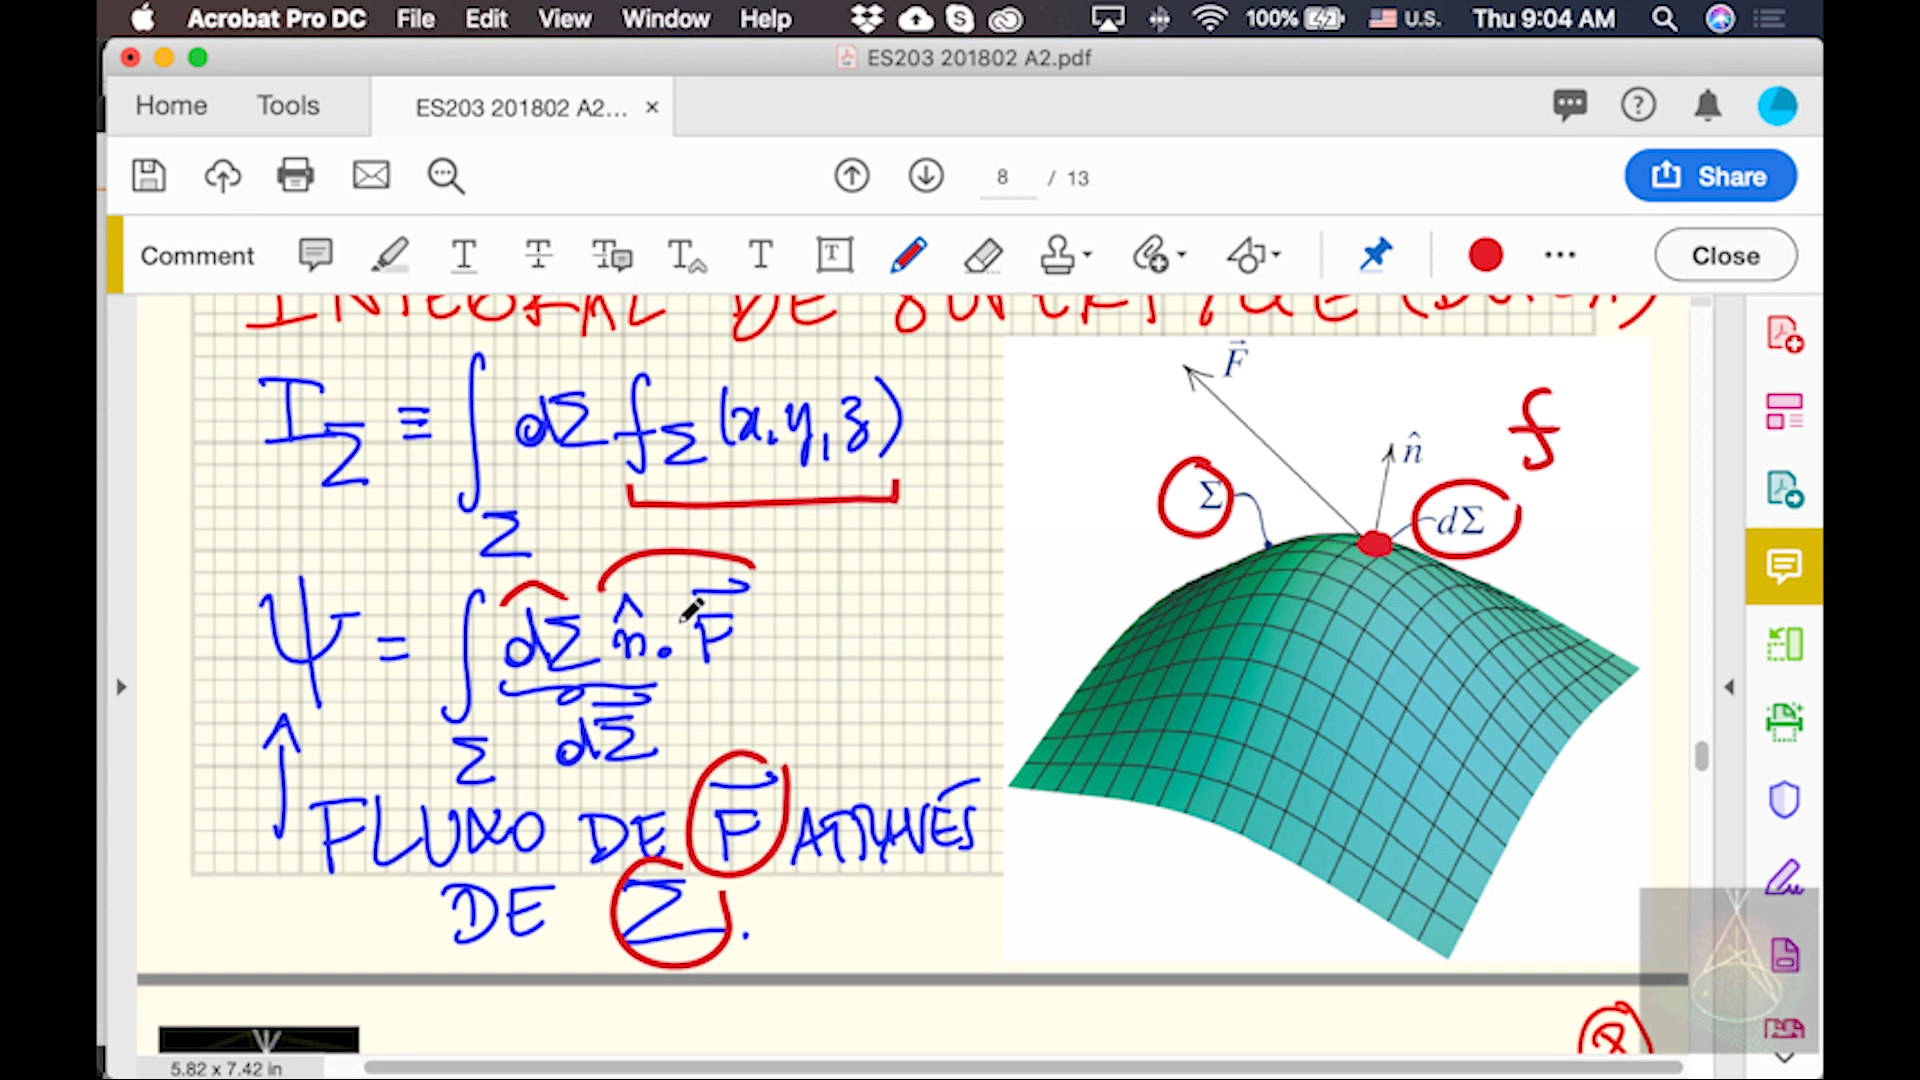 Acrobat Pro DC File Edit View Window Help 100% U.S. Thu 9:04 AM
ES203 201802 A2.pdf
Home Tools ES203 201802 A2... ×
8 / 13 Share
Comment Close
INTEGRAL DE
I_Σ ≡ ∫_Σ dΣ f_Σ (x, y, z)
ψ = ∫_Σ dΣ n̂ · F⃗
dΣ⃗
FLUXO DE F⃗ ATRAVÉS
DE Σ.
F⃗
f
n̂
Σ
dΣ
5.82 x 7.42 in